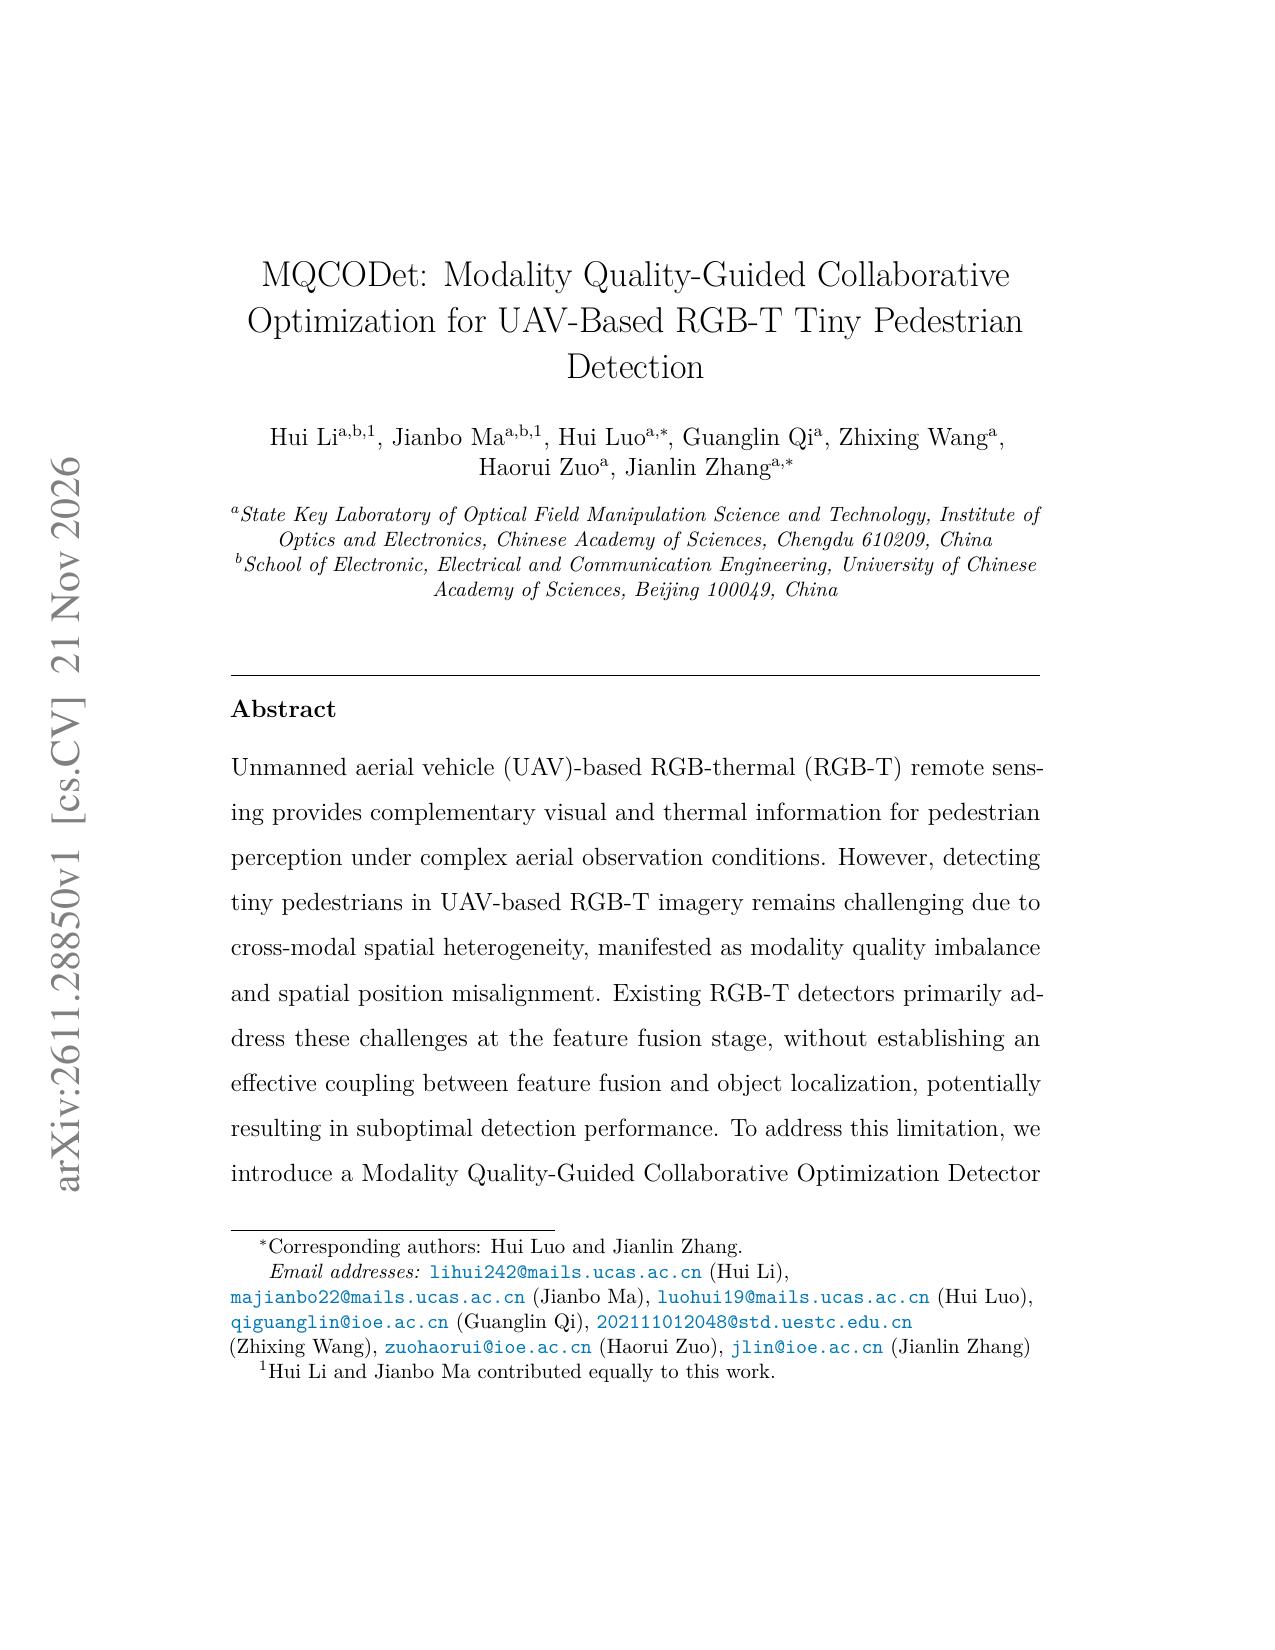 MQCODet: Modality Quality-Guided Collaborative
Optimization for UAV-Based RGB-T Tiny Pedestrian
Detection
Hui Li^a,b,1, Jianbo Ma^a,b,1, Hui Luo^a,∗, Guanglin Qi^a, Zhixing Wang^a,
Haorui Zuo^a, Jianlin Zhang^a,∗
^a State Key Laboratory of Optical Field Manipulation Science and Technology, Institute of
Optics and Electronics, Chinese Academy of Sciences, Chengdu 610209, China
^b School of Electronic, Electrical and Communication Engineering, University of Chinese
Academy of Sciences, Beijing 100049, China
arXiv:2611.28850v1 [cs.CV] 21 Nov 2026
Abstract
Unmanned aerial vehicle (UAV)-based RGB-thermal (RGB-T) remote sens-
ing provides complementary visual and thermal information for pedestrian
perception under complex aerial observation conditions. However, detecting
tiny pedestrians in UAV-based RGB-T imagery remains challenging due to
cross-modal spatial heterogeneity, manifested as modality quality imbalance
and spatial position misalignment. Existing RGB-T detectors primarily ad-
dress these challenges at the feature fusion stage, without establishing an
effective coupling between feature fusion and object localization, potentially
resulting in suboptimal detection performance. To address this limitation, we
introduce a Modality Quality-Guided Collaborative Optimization Detector
∗Corresponding authors: Hui Luo and Jianlin Zhang.
Email addresses: lihui242@mails.ucas.ac.cn (Hui Li),
majianbo22@mails.ucas.ac.cn (Jianbo Ma), luohui19@mails.ucas.ac.cn (Hui Luo),
qiguanglin@ioe.ac.cn (Guanglin Qi), 202111012048@std.uestc.edu.cn
(Zhixing Wang), zuohaorui@ioe.ac.cn (Haorui Zuo), jlin@ioe.ac.cn (Jianlin Zhang)
^1Hui Li and Jianbo Ma contributed equally to this work.